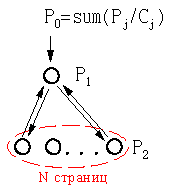 P₀=sum(Pⱼ/Cⱼ)
P₁
...
P₂
N страниц